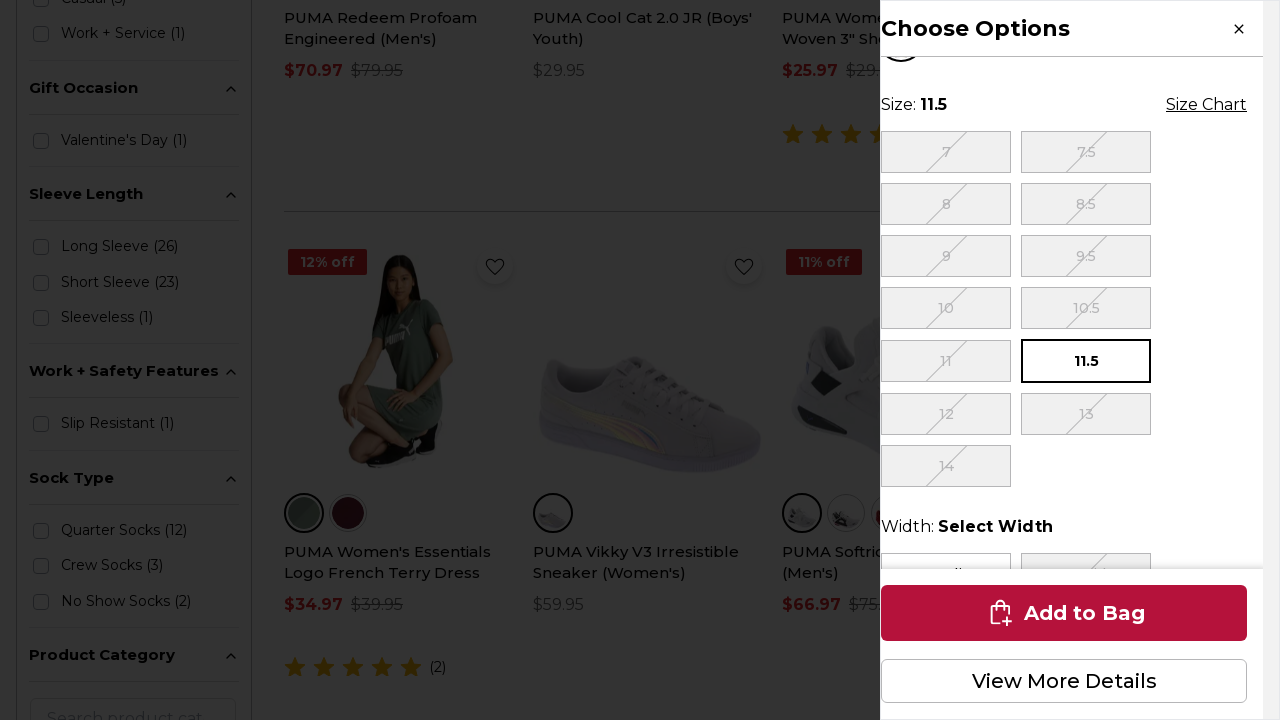 Casual (3)
Work + Service (1)
Gift Occasion
Valentine's Day (1)
Sleeve Length
Long Sleeve (26)
Short Sleeve (23)
Sleeveless (1)
Work + Safety Features
Slip Resistant (1)
Sock Type
Quarter Socks (12)
Crew Socks (3)
No Show Socks (2)
Product Category
Search product cat
PUMA Redeem Profoam
Engineered (Men's)
$70.97 $79.95
PUMA Cool Cat 2.0 JR (Boys'
Youth)
$29.95
PUMA Wome
Woven 3" Sh
$25.97 $29.
12% off
PUMA
PUMA Women's Essentials
Logo French Terry Dress
$34.97 $39.95
(2)
PUMA Vikky V3 Irresistible
Sneaker (Women's)
$59.95
11% off
PUMA Softrid
(Men's)
$66.97 $75.
Choose Options
Size: 11.5
Size Chart
7 7.5
8 8.5
9 9.5
10 10.5
11 11.5
12 13
14
Width: Select Width
Add to Bag
View More Details